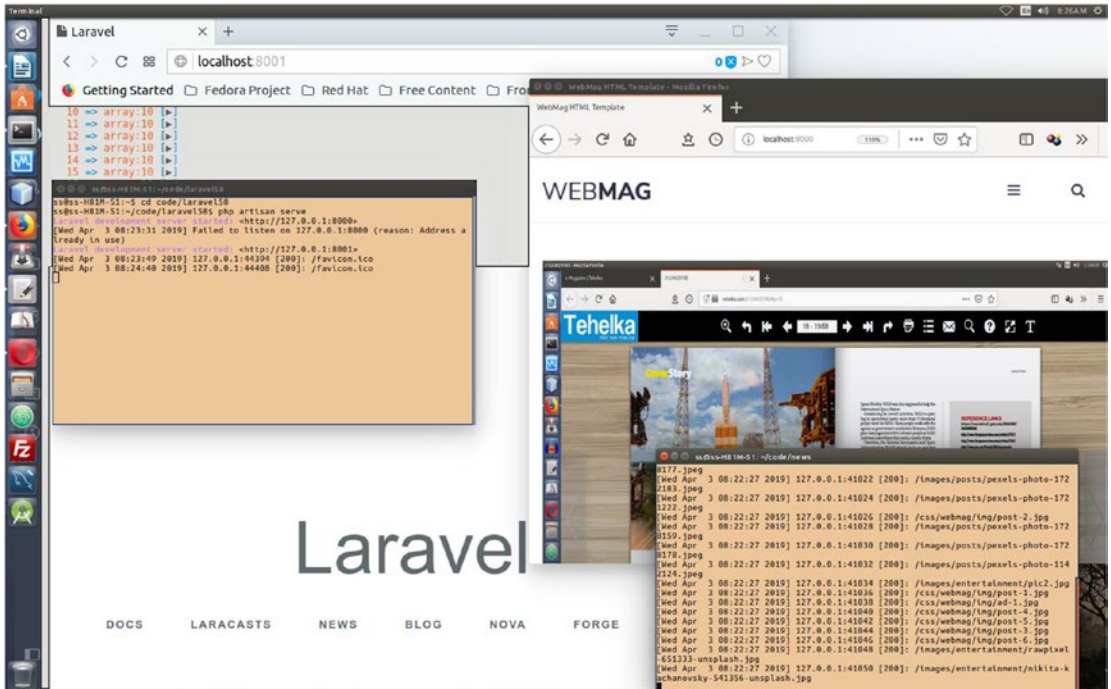 Terminal
En
8:26AM
Laravel
localhost:8001
0
Getting Started Fedora Project Red Hat Free Content
10 => array:10 [▶]
11 => array:10 [▶]
12 => array:10 [▶]
13 => array:10 [▶]
14 => array:10 [▶]
15 => array:10 [▶]
ss@ss-H81M-S1: ~/code/laravel58
ss@ss-H81M-S1:~$ cd code/laravel58
ss@ss-H81M-S1:~/code/laravel58$ php artisan serve
Laravel development server started: <http://127.0.0.1:8000>
[Wed Apr 3 08:23:31 2019] Failed to listen on 127.0.0.1:8000 (reason: Address a
lready in use)
Laravel development server started: <http://127.0.0.1:8001>
[Wed Apr 3 08:23:49 2019] 127.0.0.1:44394 [200]: /favicon.ico
[Wed Apr 3 08:24:40 2019] 127.0.0.1:44408 [200]: /favicon.ico
Laravel
DOCS LARACASTS NEWS BLOG NOVA FORGE
WebMag HTML Template - Mozilla Firefox
WebMag HTML Template
localhost:8000
110%
WEBMAG
Tehelka
18 - 19/68
CoverStory
REFERENCE LINKS
ss@ss-H81M-S1: ~/code/news
8177.jpeg
[Wed Apr 3 08:22:27 2019] 127.0.0.1:41022 [200]: /images/posts/pexels-photo-172
2183.jpeg
[Wed Apr 3 08:22:27 2019] 127.0.0.1:41024 [200]: /images/posts/pexels-photo-172
1222.jpeg
[Wed Apr 3 08:22:27 2019] 127.0.0.1:41026 [200]: /css/webmag/img/post-2.jpg
[Wed Apr 3 08:22:27 2019] 127.0.0.1:41028 [200]: /images/posts/pexels-photo-172
8159.jpeg
[Wed Apr 3 08:22:27 2019] 127.0.0.1:41030 [200]: /images/posts/pexels-photo-172
8178.jpeg
[Wed Apr 3 08:22:27 2019] 127.0.0.1:41032 [200]: /images/posts/pexels-photo-114
2124.jpeg
[Wed Apr 3 08:22:27 2019] 127.0.0.1:41034 [200]: /images/entertainment/pic2.jpg
[Wed Apr 3 08:22:27 2019] 127.0.0.1:41036 [200]: /css/webmag/img/post-1.jpg
[Wed Apr 3 08:22:27 2019] 127.0.0.1:41038 [200]: /css/webmag/img/ad-1.jpg
[Wed Apr 3 08:22:27 2019] 127.0.0.1:41040 [200]: /css/webmag/img/post-4.jpg
[Wed Apr 3 08:22:27 2019] 127.0.0.1:41042 [200]: /css/webmag/img/post-5.jpg
[Wed Apr 3 08:22:27 2019] 127.0.0.1:41044 [200]: /css/webmag/img/post-3.jpg
[Wed Apr 3 08:22:27 2019] 127.0.0.1:41046 [200]: /css/webmag/img/post-6.jpg
[Wed Apr 3 08:22:27 2019] 127.0.0.1:41048 [200]: /images/entertainment/rawpixel
-651333-unsplash.jpg
[Wed Apr 3 08:22:27 2019] 127.0.0.1:41050 [200]: /images/entertainment/nikita-k
achanovsky-541356-unsplash.jpg